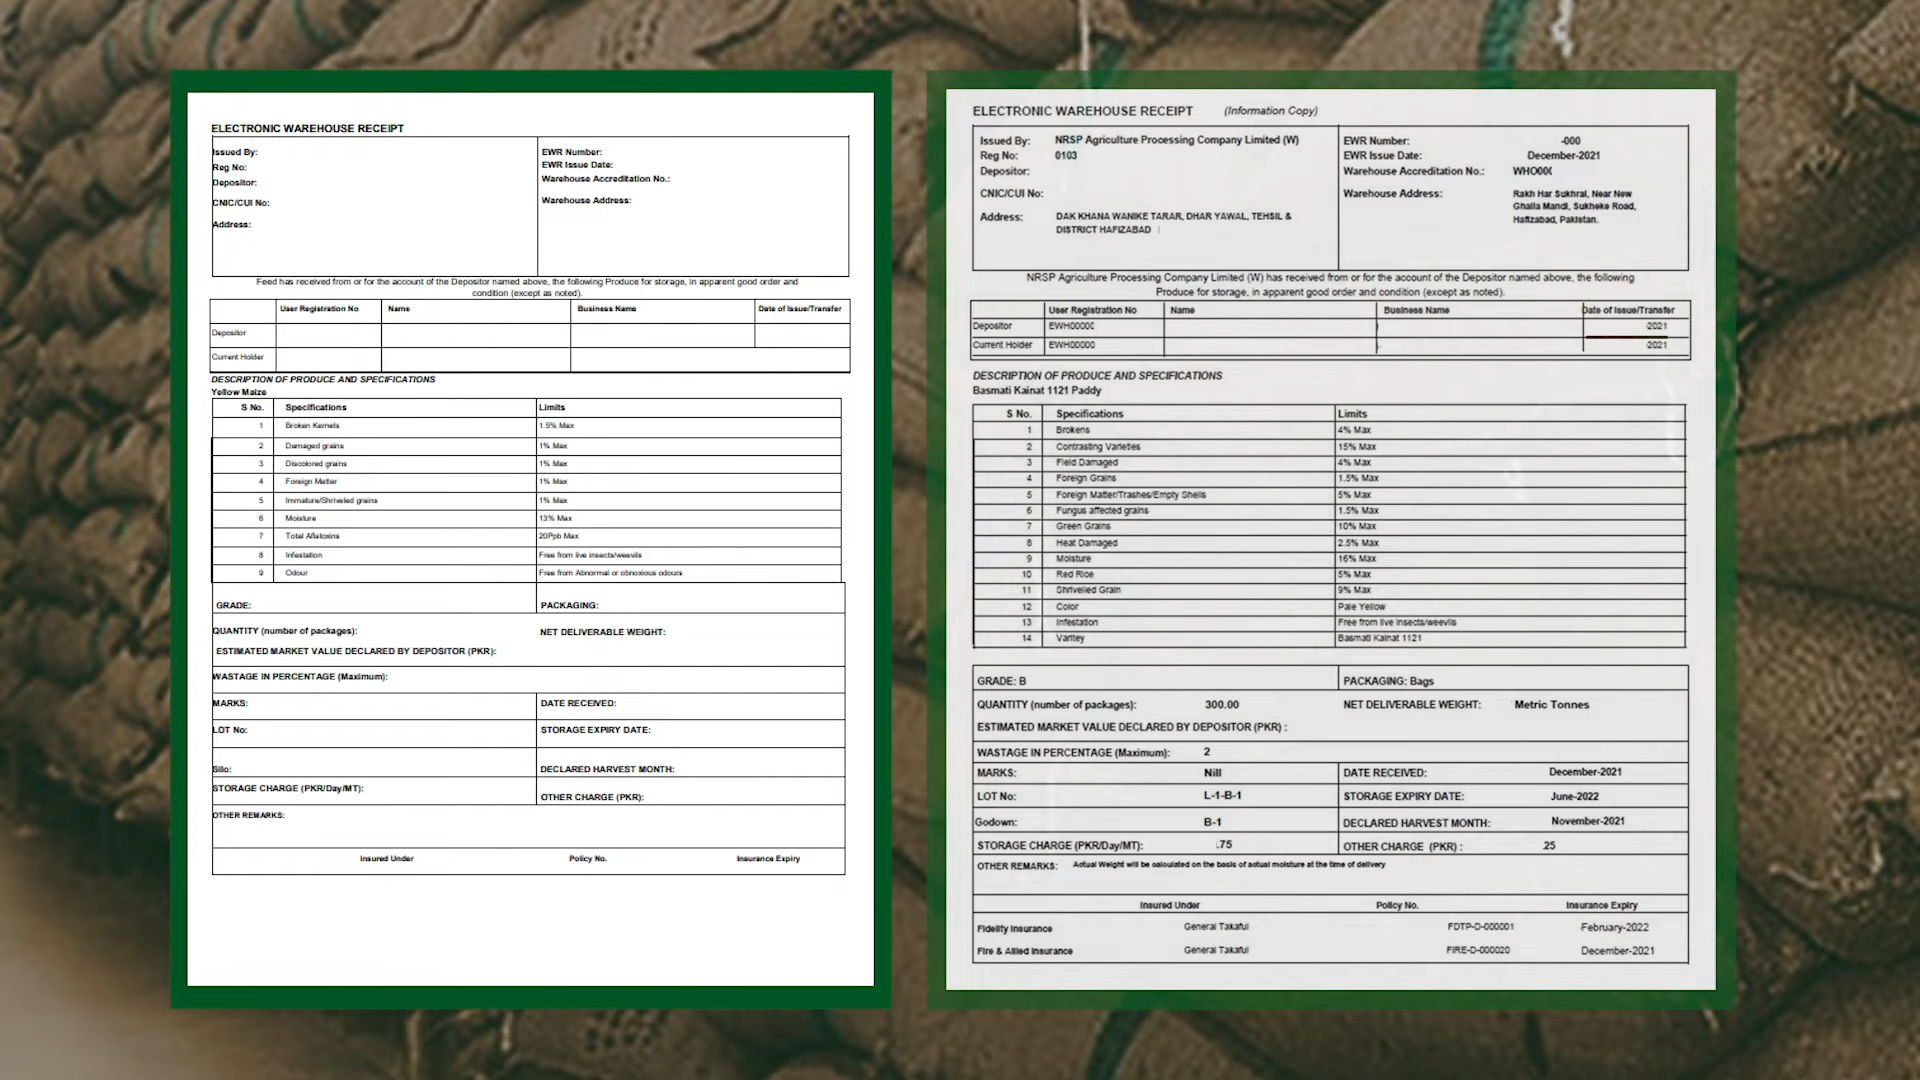 ELECTRONIC WAREHOUSE RECEIPT
Issued By:
Reg No:
Depositor:
CNIC/CUI No:
Address:
EWR Number:
EWR Issue Date:
Warehouse Accreditation No.:
Warehouse Address:
Feed has received from or for the account of the Depositor named above, the following Produce for storage, in apparent good order and
condition (except as noted).
User Registration No Name Business Name Date of Issue/Transfer
Depositor
Current Holder
DESCRIPTION OF PRODUCE AND SPECIFICATIONS
Yellow Maize
S No. Specifications Limits
1 Broken Kernels 1.5% Max
2 Damaged grains 1% Max
3 Discolored grains 1% Max
4 Foreign Matter 1% Max
5 Immature/Shriveled grains 1% Max
6 Moisture 13% Max
7 Total Aflatoxins 20Ppb Max
8 Infestation Free from live insects/weevils
9 Odour Free from Abnormal or obnoxious odours
GRADE: PACKAGING:
QUANTITY (number of packages): NET DELIVERABLE WEIGHT:
ESTIMATED MARKET VALUE DECLARED BY DEPOSITOR (PKR):
WASTAGE IN PERCENTAGE (Maximum):
MARKS: DATE RECEIVED:
LOT No: STORAGE EXPIRY DATE:
Silo: DECLARED HARVEST MONTH:
STORAGE CHARGE (PKR/Day/MT): OTHER CHARGE (PKR):
OTHER REMARKS:
Insured Under Policy No. Insurance Expiry
ELECTRONIC WAREHOUSE RECEIPT (Information Copy)
Issued By: NRSP Agriculture Processing Company Limited (W)
Reg No: 0103
Depositor:
CNIC/CUI No:
Address: DAK KHANA WANIKE TARAR, DHAR YAWAL, TEHSIL &
DISTRICT HAFIZABAD
EWR Number: -000
EWR Issue Date: December-2021
Warehouse Accreditation No.: WHO000
Warehouse Address: Rakh Har Sukhral, Near New
Ghalla Mandi, Sukheke Road,
Hafizabad, Pakistan.
NRSP Agriculture Processing Company Limited (W) has received from or for the account of the Depositor named above, the following
Produce for storage, in apparent good order and condition (except as noted).
User Registration No Name Business Name Date of Issue/Transfer
Depositor EWH00000 -2021
Current Holder EWH00000 -2021
DESCRIPTION OF PRODUCE AND SPECIFICATIONS
Basmati Kainat 1121 Paddy
S No. Specifications Limits
1 Brokens 4% Max
2 Contrasting Varieties 15% Max
3 Field Damaged 4% Max
4 Foreign Grains 1.5% Max
5 Foreign Matter/Trashes/Empty Shells 5% Max
6 Fungus affected grains 1.5% Max
7 Green Grains 10% Max
8 Heat Damaged 2.5% Max
9 Moisture 16% Max
10 Red Rice 5% Max
11 Shrivelled Grain 9% Max
12 Color Pale Yellow
13 Infestation Free from live insects/weevils
14 Varitey Basmati Kainat 1121
GRADE: B PACKAGING: Bags
QUANTITY (number of packages): 300.00 NET DELIVERABLE WEIGHT: Metric Tonnes
ESTIMATED MARKET VALUE DECLARED BY DEPOSITOR (PKR) :
WASTAGE IN PERCENTAGE (Maximum): 2
MARKS: Nill DATE RECEIVED: December-2021
LOT No: L-1-B-1 STORAGE EXPIRY DATE: June-2022
Godown: B-1 DECLARED HARVEST MONTH: November-2021
STORAGE CHARGE (PKR/Day/MT): .75 OTHER CHARGE (PKR) : .25
OTHER REMARKS: Actual Weight will be calculated on the basis of actual moisture at the time of delivery
Insured Under Policy No. Insurance Expiry
Fidelity Insurance General Takaful FDTP-D-000001 February-2022
Fire & Allied Insurance General Takaful FIRE-D-000020 December-2021